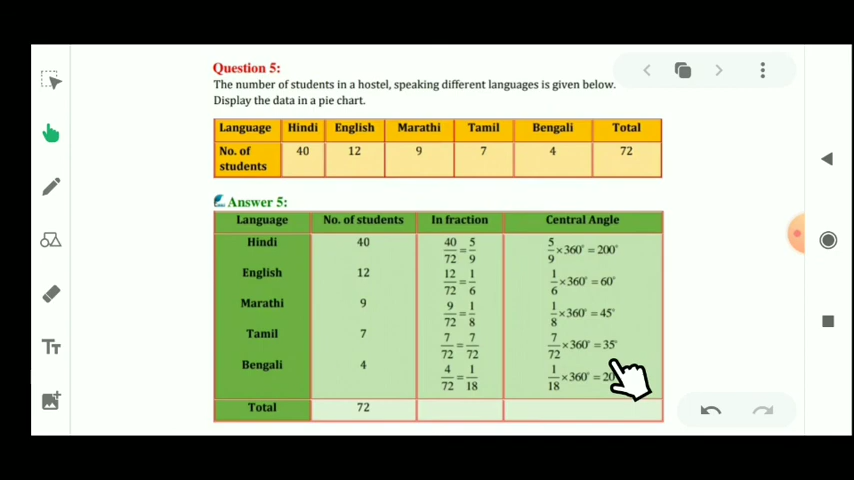 Question 5:
The number of students in a hostel, speaking different languages is given below.
Display the data in a pie chart.
Language Hindi English Marathi Tamil Bengali Total
No. of students 40 12 9 7 4 72
Answer 5:
Language No. of students In fraction Central Angle
Hindi 40 40/72 = 5/9 5/9 ×360° = 200°
English 12 12/72 = 1/6 1/6 ×360° = 60°
Marathi 9 9/72 = 1/8 1/8 ×360° = 45°
Tamil 7 7/72 = 7/72 7/72 ×360° = 35°
Bengali 4 4/72 = 1/18 1/18 ×360° = 20
Total 72
TT